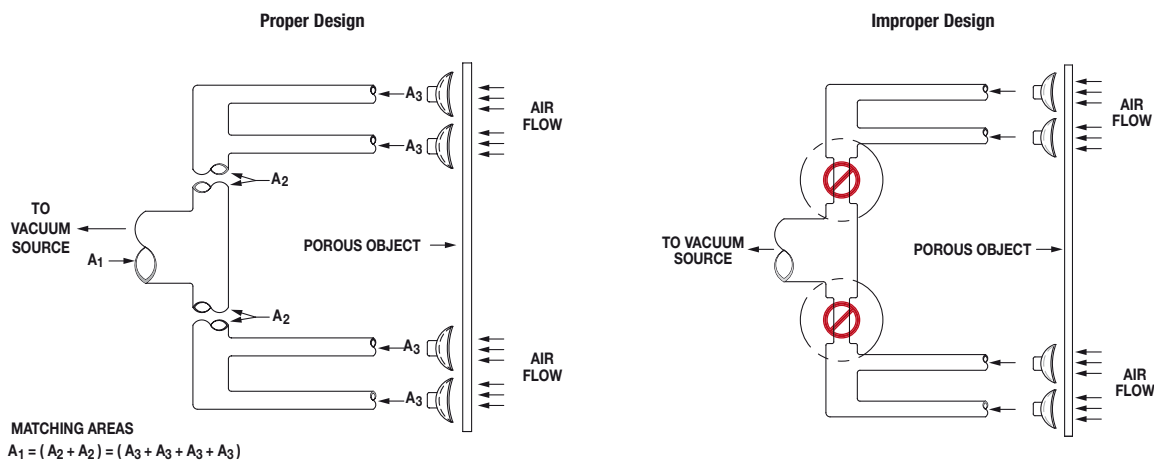 Proper Design
A3
A3
AIR
FLOW
A2
TO
VACUUM
SOURCE
A1
POROUS OBJECT
A2
A3
A3
AIR
FLOW
MATCHING AREAS
A1 = ( A2 + A2 ) = ( A3 + A3 + A3 + A3 )
Improper Design
AIR
FLOW
TO VACUUM
SOURCE
POROUS OBJECT
AIR
FLOW